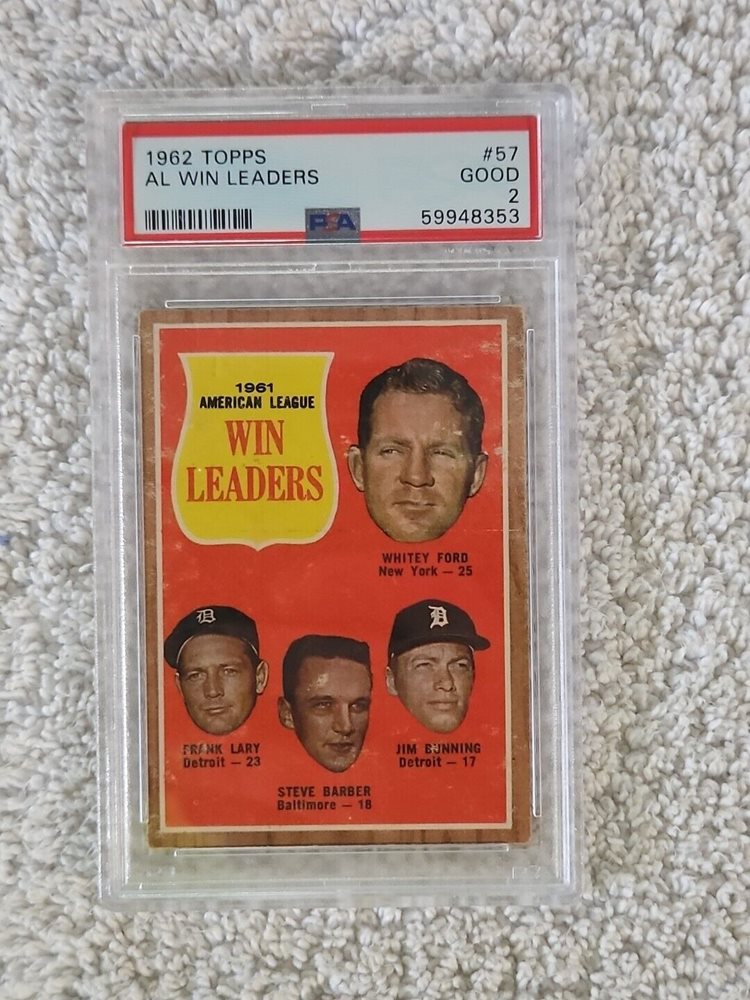 1962 TOPPS #57
AL WIN LEADERS GOOD
2
PSA 59948353
1961
AMERICAN LEAGUE
WIN
LEADERS
WHITEY FORD
New York — 25
D
D
FRANK LARY
Detroit — 23
JIM BUNNING
Detroit — 17
STEVE BARBER
Baltimore — 18